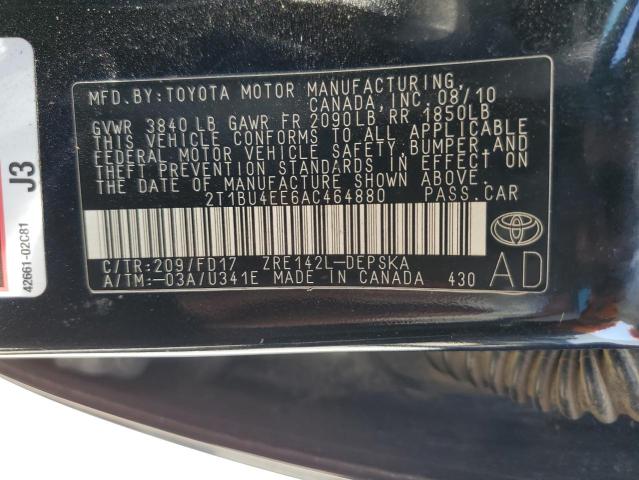 MFD.BY:TOYOTA MOTOR MANUFACTURING
CANADA, INC. 08/10
GVWR 3840 LB GAWR FR 2090LB RR 1850LB
THIS VEHICLE CONFORMS TO ALL APPLICABLE
FEDERAL MOTOR VEHICLE SAFETY, BUMPER, AND
THEFT PREVENTION STANDARDS IN EFFECT ON
THE DATE OF MANUFACTURE SHOWN ABOVE.
2T1BU4EE6AC464880 PASS.CAR
C/TR:209/FD17 ZRE142L-DEPSKA
A/TM:-03A/U341E MADE IN CANADA 430
AD
J3
42661-02C81